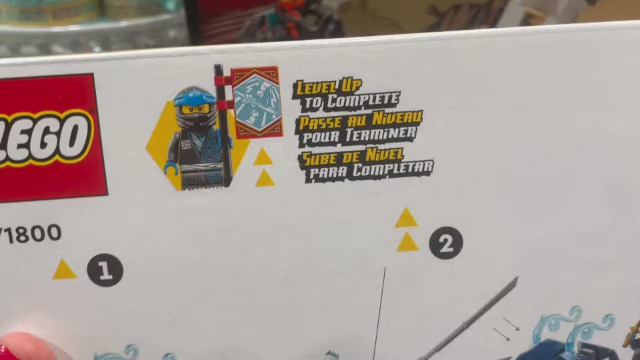 LEGO
LEVEL UP
TO COMPLETE
PASSE AU NIVEAU
POUR TERMINER
SUBE DE NIVEL
PARA COMPLETAR
71800
1
2